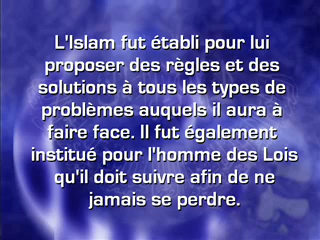 L'Islam fut établi pour lui
proposer des règles et des
solutions à tous les types de
problèmes auquels il aura à
faire face. Il fut également
institué pour l'homme des Lois
qu'il doit suivre afin de ne
jamais se perdre.